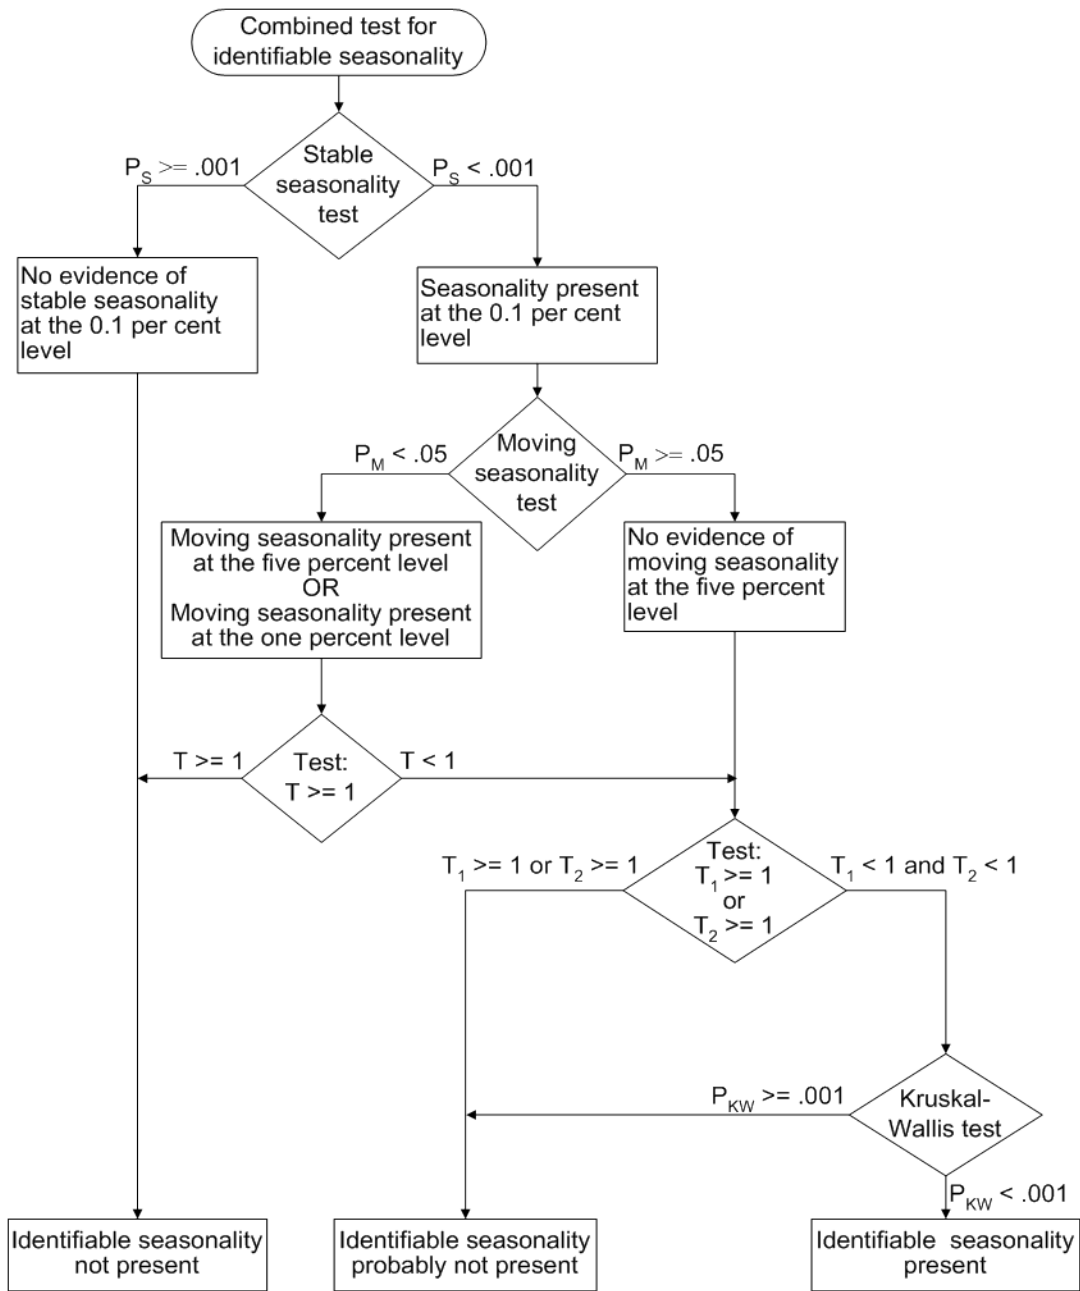 Combined test for
identifiable seasonality
Stable
seasonality
test
P_S >= .001
P_S < .001
No evidence of
stable seasonality
at the 0.1 per cent
level
Seasonality present
at the 0.1 per cent
level
Moving
seasonality
test
P_M < .05
P_M >= .05
Moving seasonality present
at the five percent level
OR
Moving seasonality present
at the one percent level
No evidence of
moving seasonality
at the five percent
level
T >= 1
Test:
T >= 1
T < 1
T_1 >= 1 or T_2 >= 1
Test:
T_1 >= 1
or
T_2 >= 1
T_1 < 1 and T_2 < 1
P_KW >= .001
Kruskal-
Wallis test
P_KW < .001
Identifiable seasonality
not present
Identifiable seasonality
probably not present
Identifiable seasonality
present